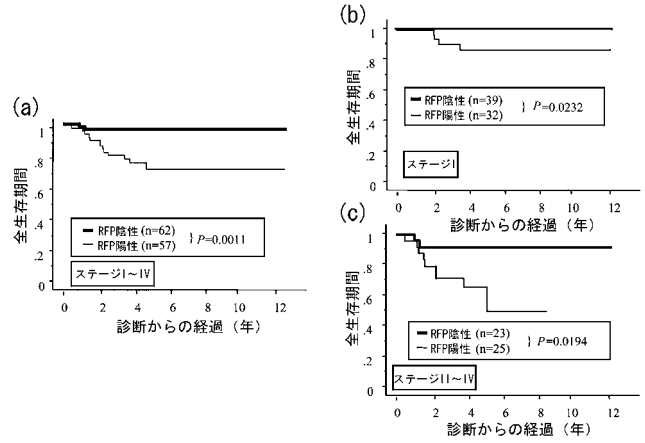 (a)
全生存期間
1
.8
.6
.4
.2
0
RFP陰性 (n=62)
RFP陽性 (n=57)
} P=0.0011
ステージI～IV
0 2 4 6 8 10 12
診断からの経過（年）
(b)
全生存期間
1
.8
.6
.4
.2
0
RFP陰性 (n=39)
RFP陽性 (n=32)
} P=0.0232
ステージI
0 2 4 6 8 10 12
診断からの経過（年）
(c)
全生存期間
1
.8
.6
.4
.2
0
RFP陰性 (n=23)
RFP陽性 (n=25)
} P=0.0194
ステージII～IV
0 2 4 6 8 10 12
診断からの経過（年）